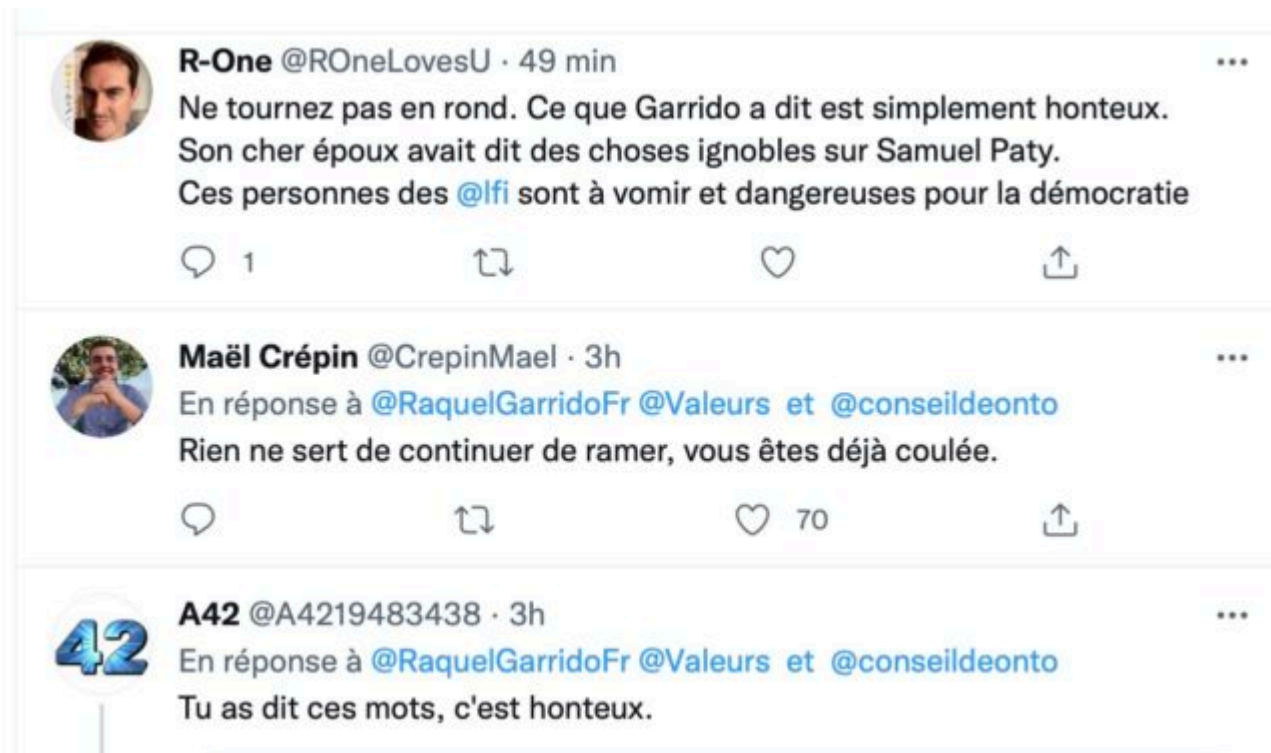 R-One @ROneLovesU · 49 min
Ne tournez pas en rond. Ce que Garrido a dit est simplement honteux.
Son cher époux avait dit des choses ignobles sur Samuel Paty.
Ces personnes des @lfi sont à vomir et dangereuses pour la démocratie
1
Maël Crépin @CrepinMael · 3h
En réponse à @RaquelGarridoFr @Valeurs et @conseildeonto
Rien ne sert de continuer de ramer, vous êtes déjà coulée.
70
42
A42 @A4219483438 · 3h
En réponse à @RaquelGarridoFr @Valeurs et @conseildeonto
Tu as dit ces mots, c'est honteux.